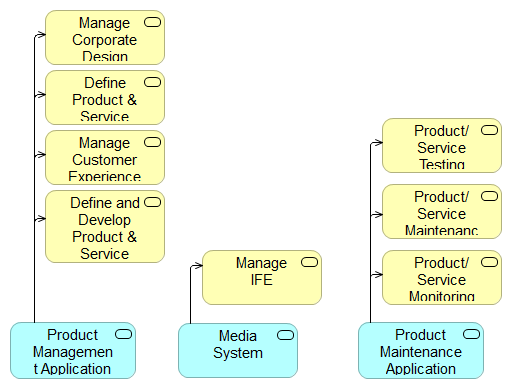 Manage
Corporate
Design
Define
Product &
Service
Manage
Customer
Experience
Define and
Develop
Product &
Service
Product
Managemen
t Application
Manage
IFE
Media
System
Product/
Service
Testing
Product/
Service
Maintenanc
Product/
Service
Monitoring
Product
Maintenance
Application